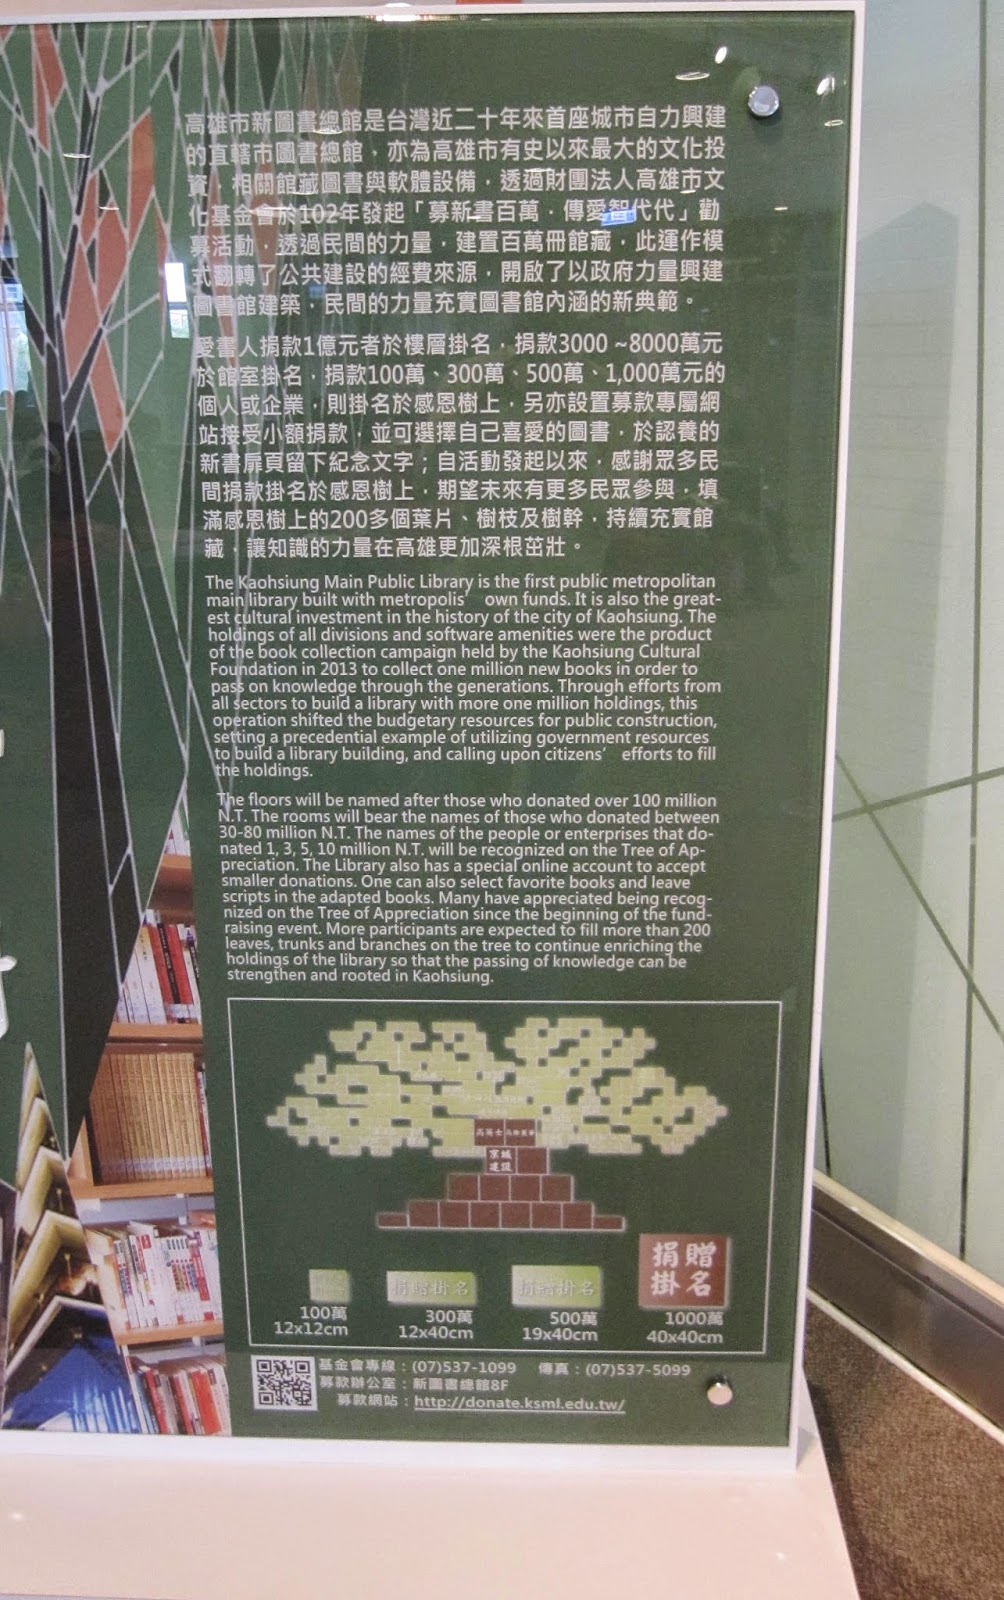 高雄市新圖書總館是台灣近二十年來首座城市自力興建
的直轄市圖書總館，亦為高雄市有史以來最大的文化投
資，相關館藏圖書與軟體設備，透過財團法人高雄市文
化基金會於102年發起「募新書百萬，傳愛智代代」勸
募活動，透過民間的力量，建置百萬冊館藏，此運作模
式翻轉了公共建設的經費來源，開啟了以政府力量興建
圖書館建築，民間的力量充實圖書館內涵的新典範。
愛書人捐款1億元者於樓層掛名，捐款3000 ~8000萬元
於館室掛名，捐款100萬、300萬、500萬、1,000萬元的
個人或企業，則掛名於感恩樹上，另亦設置募款專屬網
站接受小額捐款，並可選擇自己喜愛的圖書，於認養的
新書扉頁留下紀念文字；自活動發起以來，感謝眾多民
間捐款掛名於感恩樹上，期望未來有更多民眾參與，填
滿感恩樹上的200多個葉片、樹枝及樹幹，持續充實館
藏，讓知識的力量在高雄更加深根茁壯。
The Kaohsiung Main Public Library is the first public metropolitan
main library built with metropolis’ own funds. It is also the great-
est cultural investment in the history of the city of Kaohsiung. The
holdings of all divisions and software amenities were the product
of the book collection campaign held by the Kaohsiung Cultural
Foundation in 2013 to collect one million new books in order to
pass on knowledge through the generations. Through efforts from
all sectors to build a library with more one million holdings, this
operation shifted the budgetary resources for public construction,
setting a precedential example of utilizing government resources
to build a library building, and calling upon citizens’ efforts to fill
the holdings.
The floors will be named after those who donated over 100 million
N.T. The rooms will bear the names of those who donated between
30-80 million N.T. The names of the people or enterprises that do-
nated 1, 3, 5, 10 million N.T. will be recognized on the Tree of Ap-
preciation. The Library also has a special online account to accept
smaller donations. One can also select favorite books and leave
scripts in the adapted books. Many have appreciated being recog-
nized on the Tree of Appreciation since the beginning of the fund-
raising event. More participants are expected to fill more than 200
leaves, trunks and branches on the tree to continue enriching the
holdings of the library so that the passing of knowledge can be
strengthen and rooted in Kaohsiung.
高英士
京城
建設
捐贈掛名
捐贈掛名
捐贈
掛名
100萬 300萬 500萬 1000萬
12x12cm 12x40cm 19x40cm 40x40cm
基金會專線：(07)537-1099 傳真：(07)537-5099
募款辦公室：新圖書總館8F
募款網站：http://donate.ksml.edu.tw/